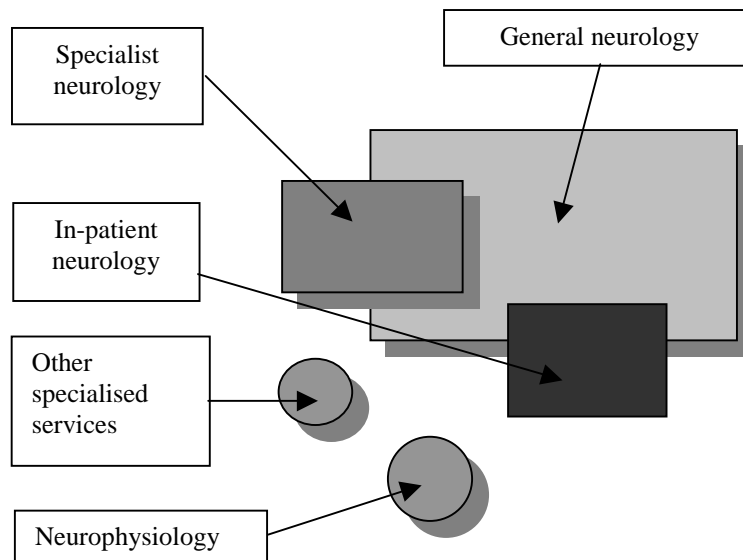 Specialist
neurology
General neurology
In-patient
neurology
Other
specialised
services
Neurophysiology